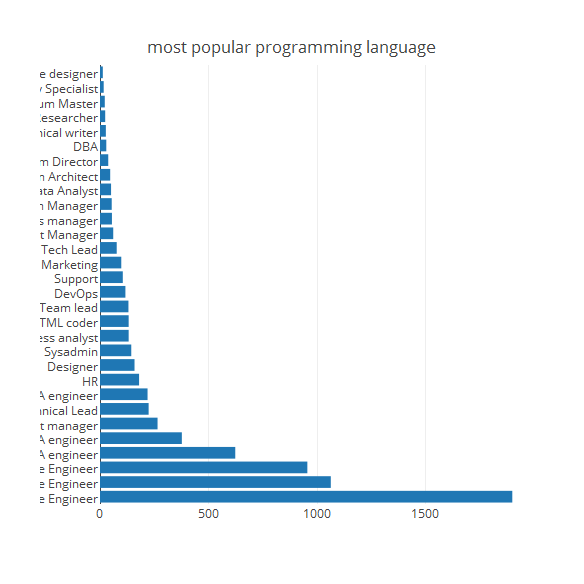 most popular programming language
e designer
Specialist
um Master
Researcher
nical writer
DBA
m Director
n Architect
ata Analyst
n Manager
s manager
t Manager
Tech Lead
Marketing
Support
DevOps
Team lead
TML coder
ess analyst
Sysadmin
Designer
HR
A engineer
hnical Lead
t manager
A engineer
A engineer
e Engineer
e Engineer
e Engineer
0 500 1000 1500